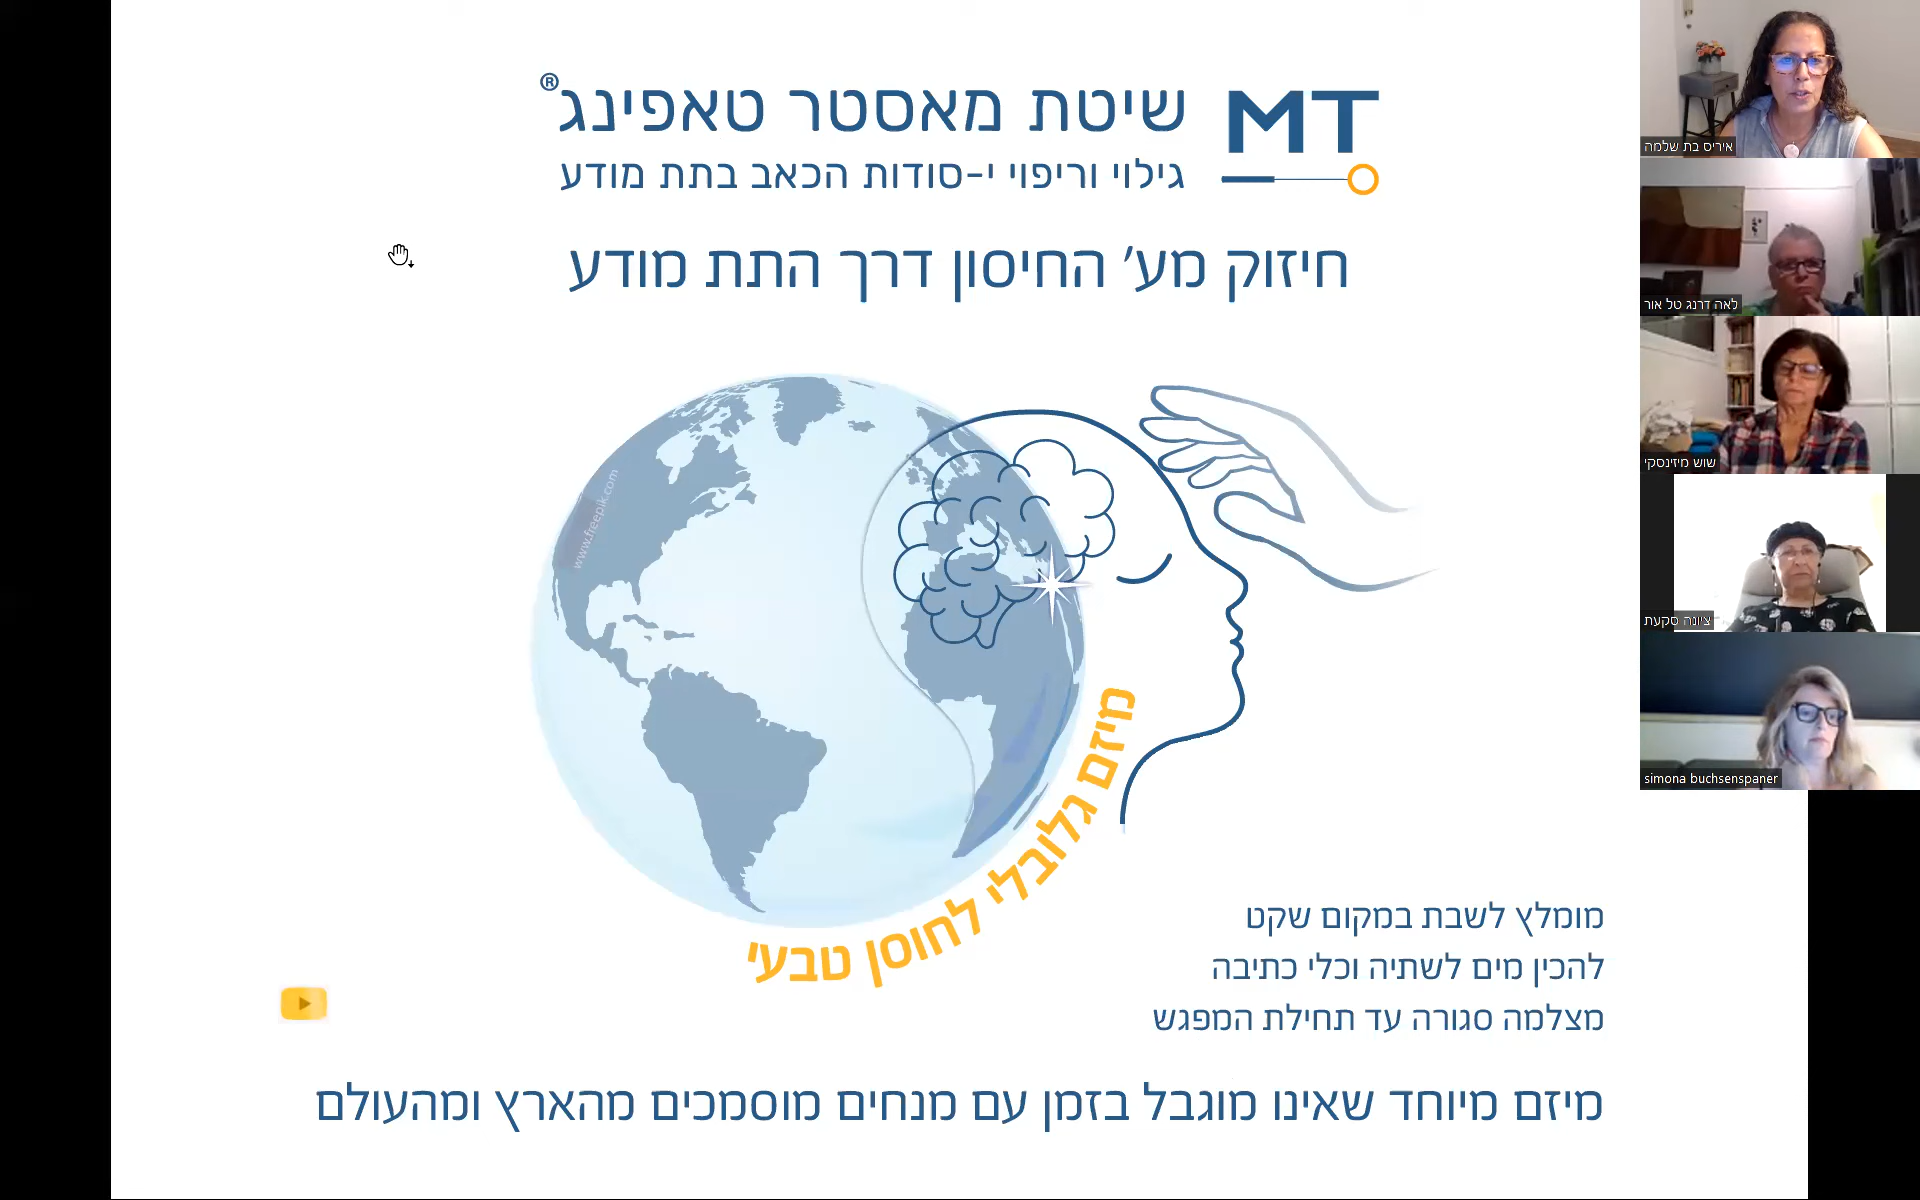 שיטת מאסטר טאפינג®
MT
גילוי וריפוי י-סודות הכאב בתת מודע
חיזוק מע' החיסון דרך התת מודע
www.freepik.com
מיזם גלובלי לחוסן טבעי
מומלץ לשבת במקום שקט
להכין מים לשתיה וכלי כתיבה
מצלמה סגורה עד תחילת המפגש
מיזם מיוחד שאינו מוגבל בזמן עם מנחים מוסמכים מהארץ ומהעולם
איריס בת שלמה
לאה דרנג טל אור
שוש מיזינסקי
ציונה סקעת
simona buchsenspaner